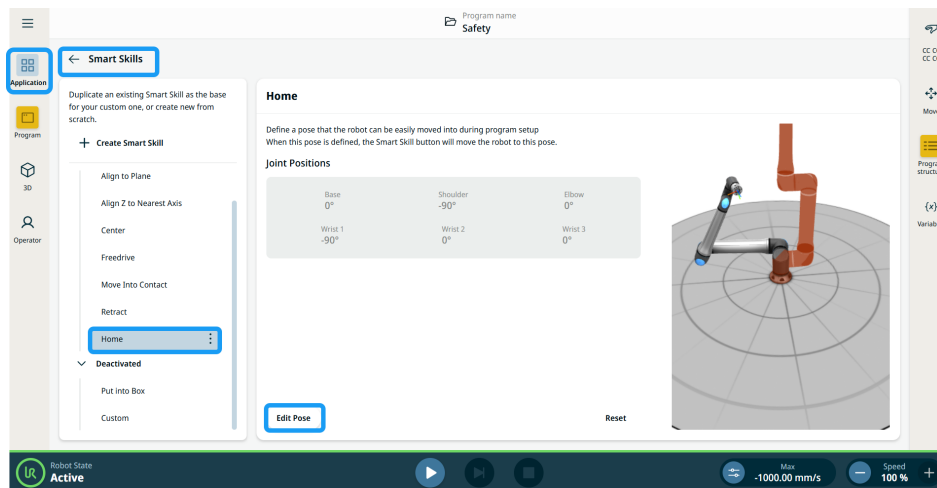 Program name
Safety
Application
Program
3D
Operator
Smart Skills
Duplicate an existing Smart Skill as the base
for your custom one, or create new from
scratch.
Create Smart Skill
Align to Plane
Align Z to Nearest Axis
Center
Freedrive
Move Into Contact
Retract
Home
Deactivated
Put into Box
Custom
Home
Define a pose that the robot can be easily moved into during program setup
When this pose is defined, the Smart Skill button will move the robot to this pose.
Joint Positions
Base
0°
Shoulder
-90°
Elbow
0°
Wrist 1
-90°
Wrist 2
0°
Wrist 3
0°
Edit Pose
Reset
{x}
UR
Robot State
Active
Max
-1000.00 mm/s
Speed
100 %